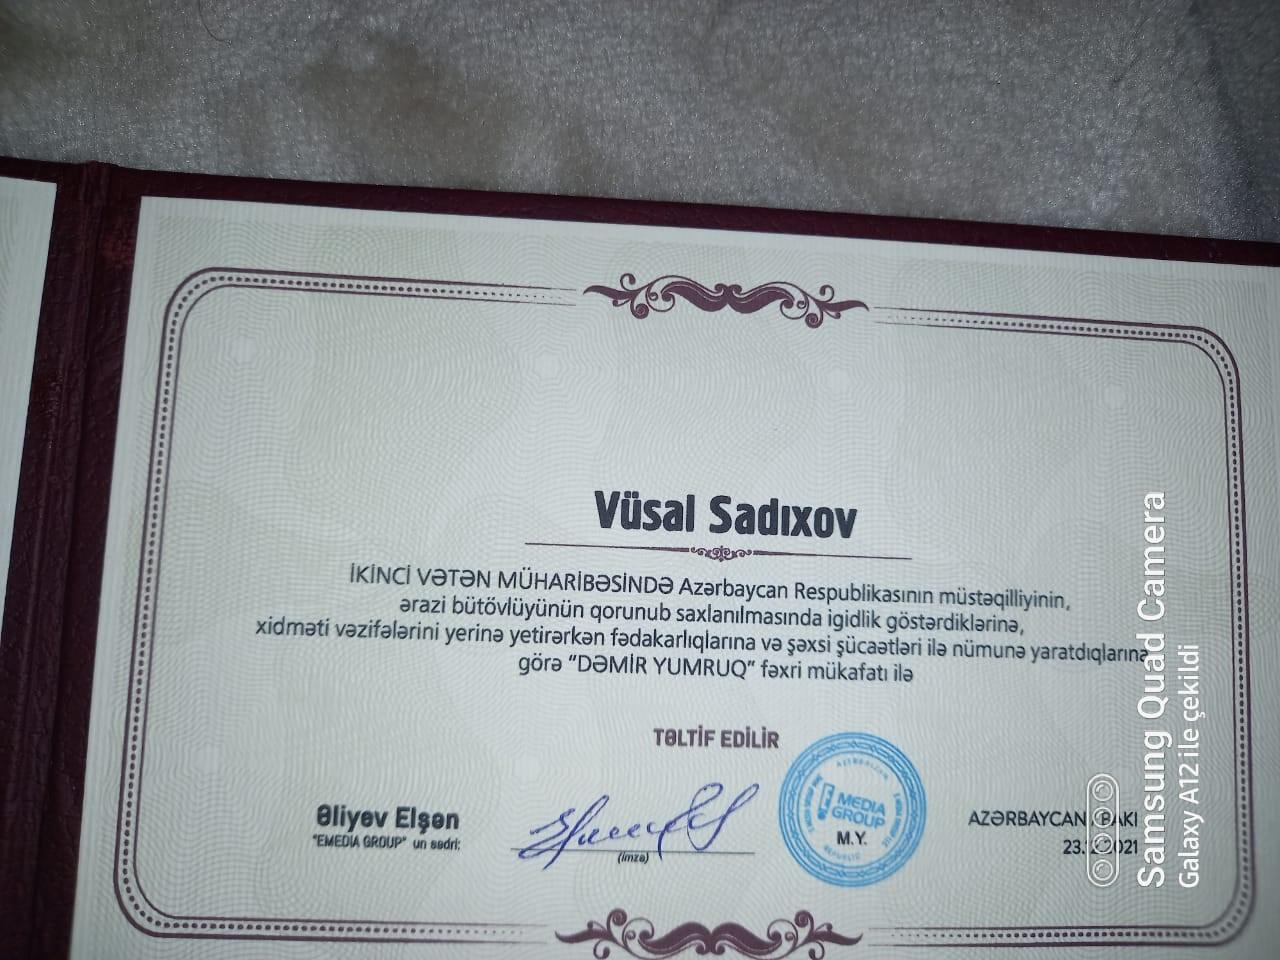 Vüsal Sadıxov
İKİNCİ VƏTƏN MÜHARİBƏSİNDƏ Azərbaycan Respublikasının müstəqilliyinin,
ərazi bütövlüyünün qorunub saxlanılmasında igidlik göstərdiklərinə,
xidməti vəzifələrini yerinə yetirərkən fədakarlıqlarına və şəxsi şücaətləri ilə nümunə yaratdıqlarına
görə "DƏMİR YUMRUQ" fəxri mükafatı ilə
TƏLTİF EDİLİR
Əliyev Elşən
"EMEDIA GROUP" un sədri:
(imza)
MEDIA
GROUP
M.Y.
AZƏRBAYCAN
2021
Samsung Quad Camera
Galaxy A12 ile çekildi